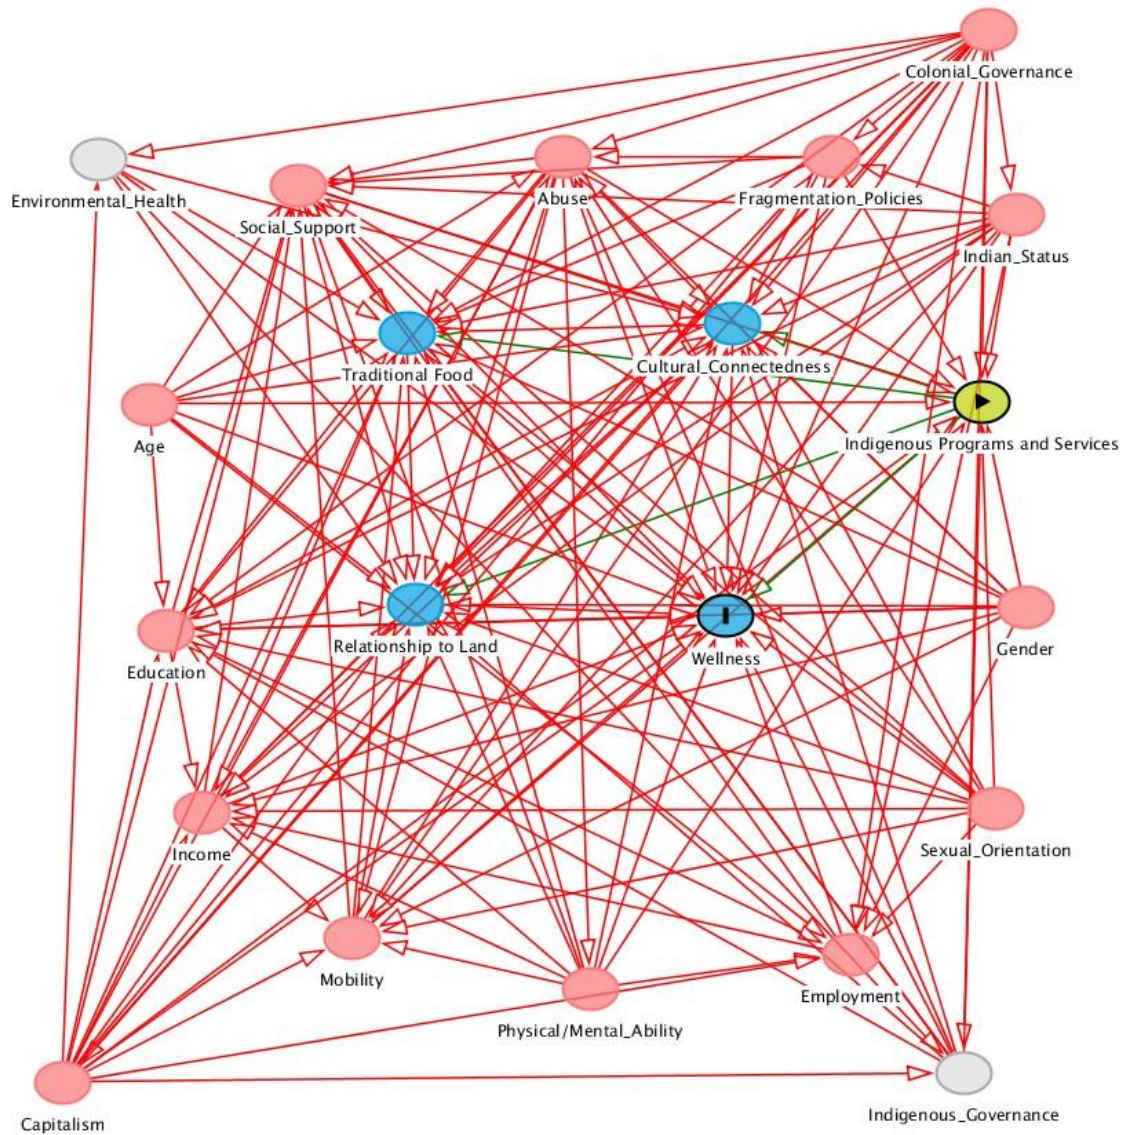 Colonial_Governance
Environmental_Health
Social_Support
Abuse
Fragmentation_Policies
Indian_Status
Traditional Food
Cultural_Connectedness
Age
Indigenous Programs and Services
Relationship to Land
Wellness
Gender
Education
Income
Sexual_Orientation
Mobility
Employment
Physical/Mental_Ability
Indigenous_Governance
Capitalism